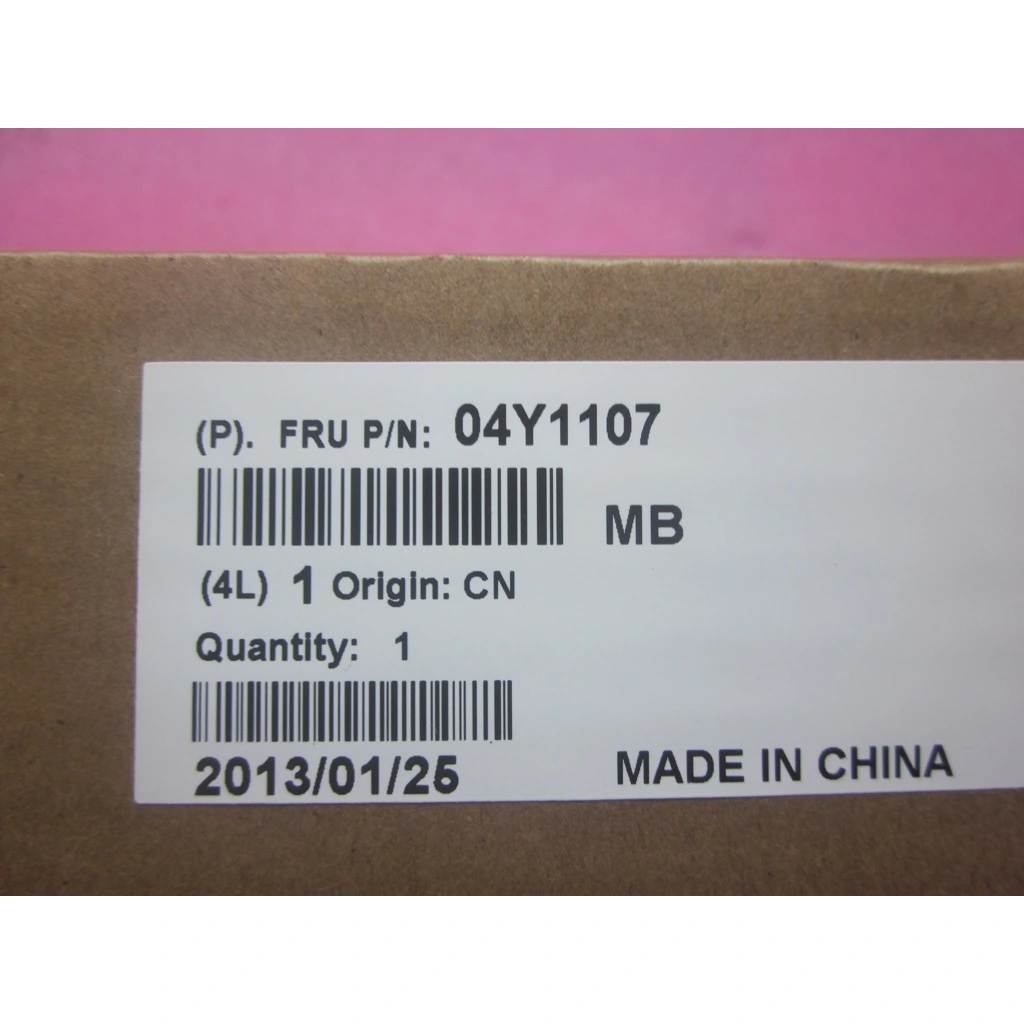 (P). FRU P/N: 04Y1107
MB
(4L) 1 Origin: CN
Quantity: 1
2013/01/25
MADE IN CHINA